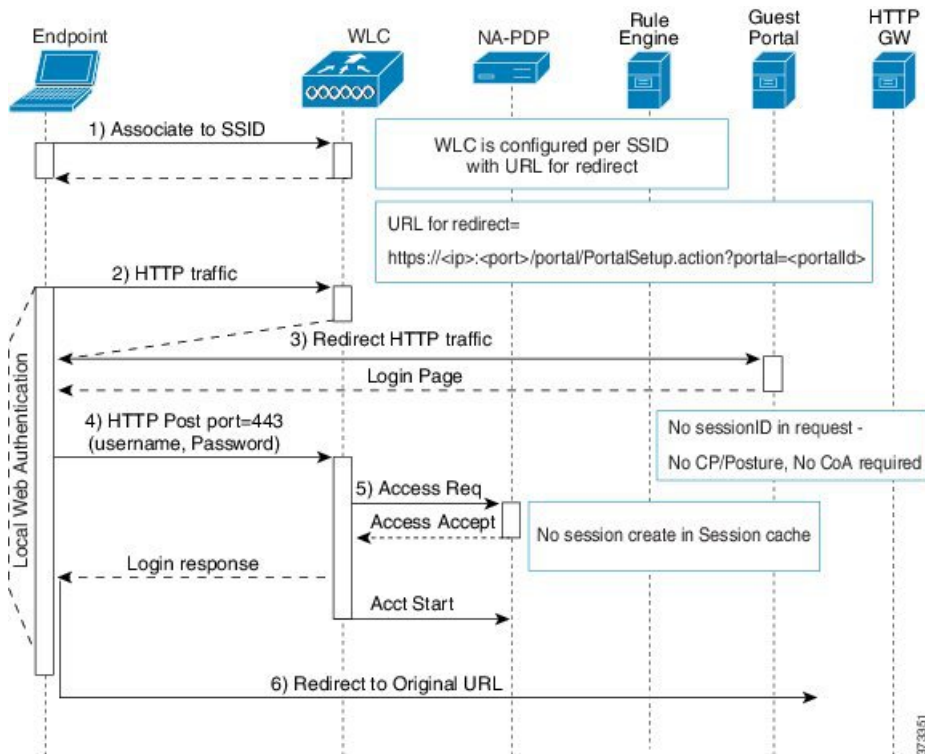 Endpoint
WLC
NA-PDP
Rule
Engine
Guest
Portal
HTTP
GW
1) Associate to SSID
WLC is configured per SSID
with URL for redirect
URL for redirect=
https://<ip>:<port>/portal/PortalSetup.action?portal=<portalId>
2) HTTP traffic
3) Redirect HTTP traffic
Login Page
4) HTTP Post port=443
(username, Password)
No sessionID in request -
No CP/Posture, No CoA required
5) Access Req
Access Accept
No session create in Session cache
Local Web Authentication
Login response
Acct Start
6) Redirect to Original URL
373351